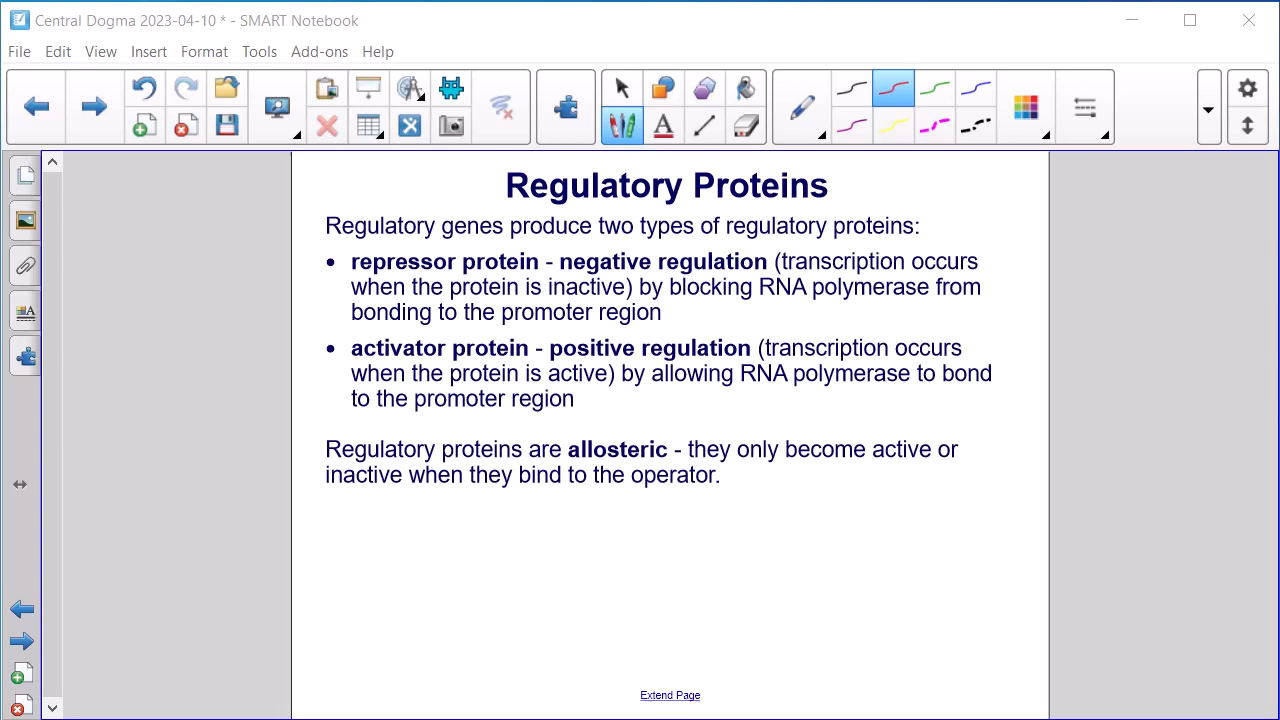 Central Dogma 2023-04-10 * - SMART Notebook
File Edit View Insert Format Tools Add-ons Help
Regulatory Proteins
Regulatory genes produce two types of regulatory proteins:
• repressor protein - negative regulation (transcription occurs
when the protein is inactive) by blocking RNA polymerase from
bonding to the promoter region
• activator protein - positive regulation (transcription occurs
when the protein is active) by allowing RNA polymerase to bond
to the promoter region
Regulatory proteins are allosteric - they only become active or
inactive when they bind to the operator.
Extend Page